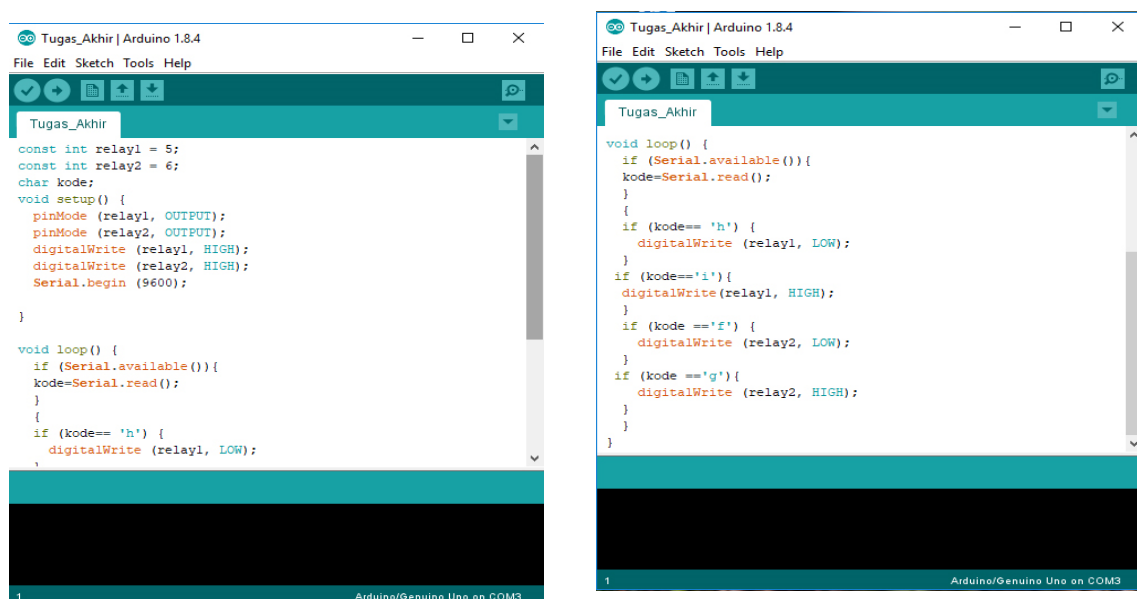 Tugas_Akhir | Arduino 1.8.4
File Edit Sketch Tools Help
Tugas_Akhir
const int relay1 = 5;
const int relay2 = 6;
char kode;
void setup() {
pinMode (relay1, OUTPUT);
pinMode (relay2, OUTPUT);
digitalWrite (relay1, HIGH);
digitalWrite (relay2, HIGH);
Serial.begin (9600);
}
void loop() {
if (Serial.available()){
kode=Serial.read();
}
{
if (kode== 'h') {
digitalWrite (relay1, LOW);
1
Arduino/Genuino Uno on COM3
Tugas_Akhir | Arduino 1.8.4
File Edit Sketch Tools Help
Tugas_Akhir
void loop() {
if (Serial.available()){
kode=Serial.read();
}
{
if (kode== 'h') {
digitalWrite (relay1, LOW);
}
if (kode=='i'){
digitalWrite(relay1, HIGH);
}
if (kode =='f') {
digitalWrite (relay2, LOW);
}
if (kode =='g'){
digitalWrite (relay2, HIGH);
}
}
}
1
Arduino/Genuino Uno on COM3